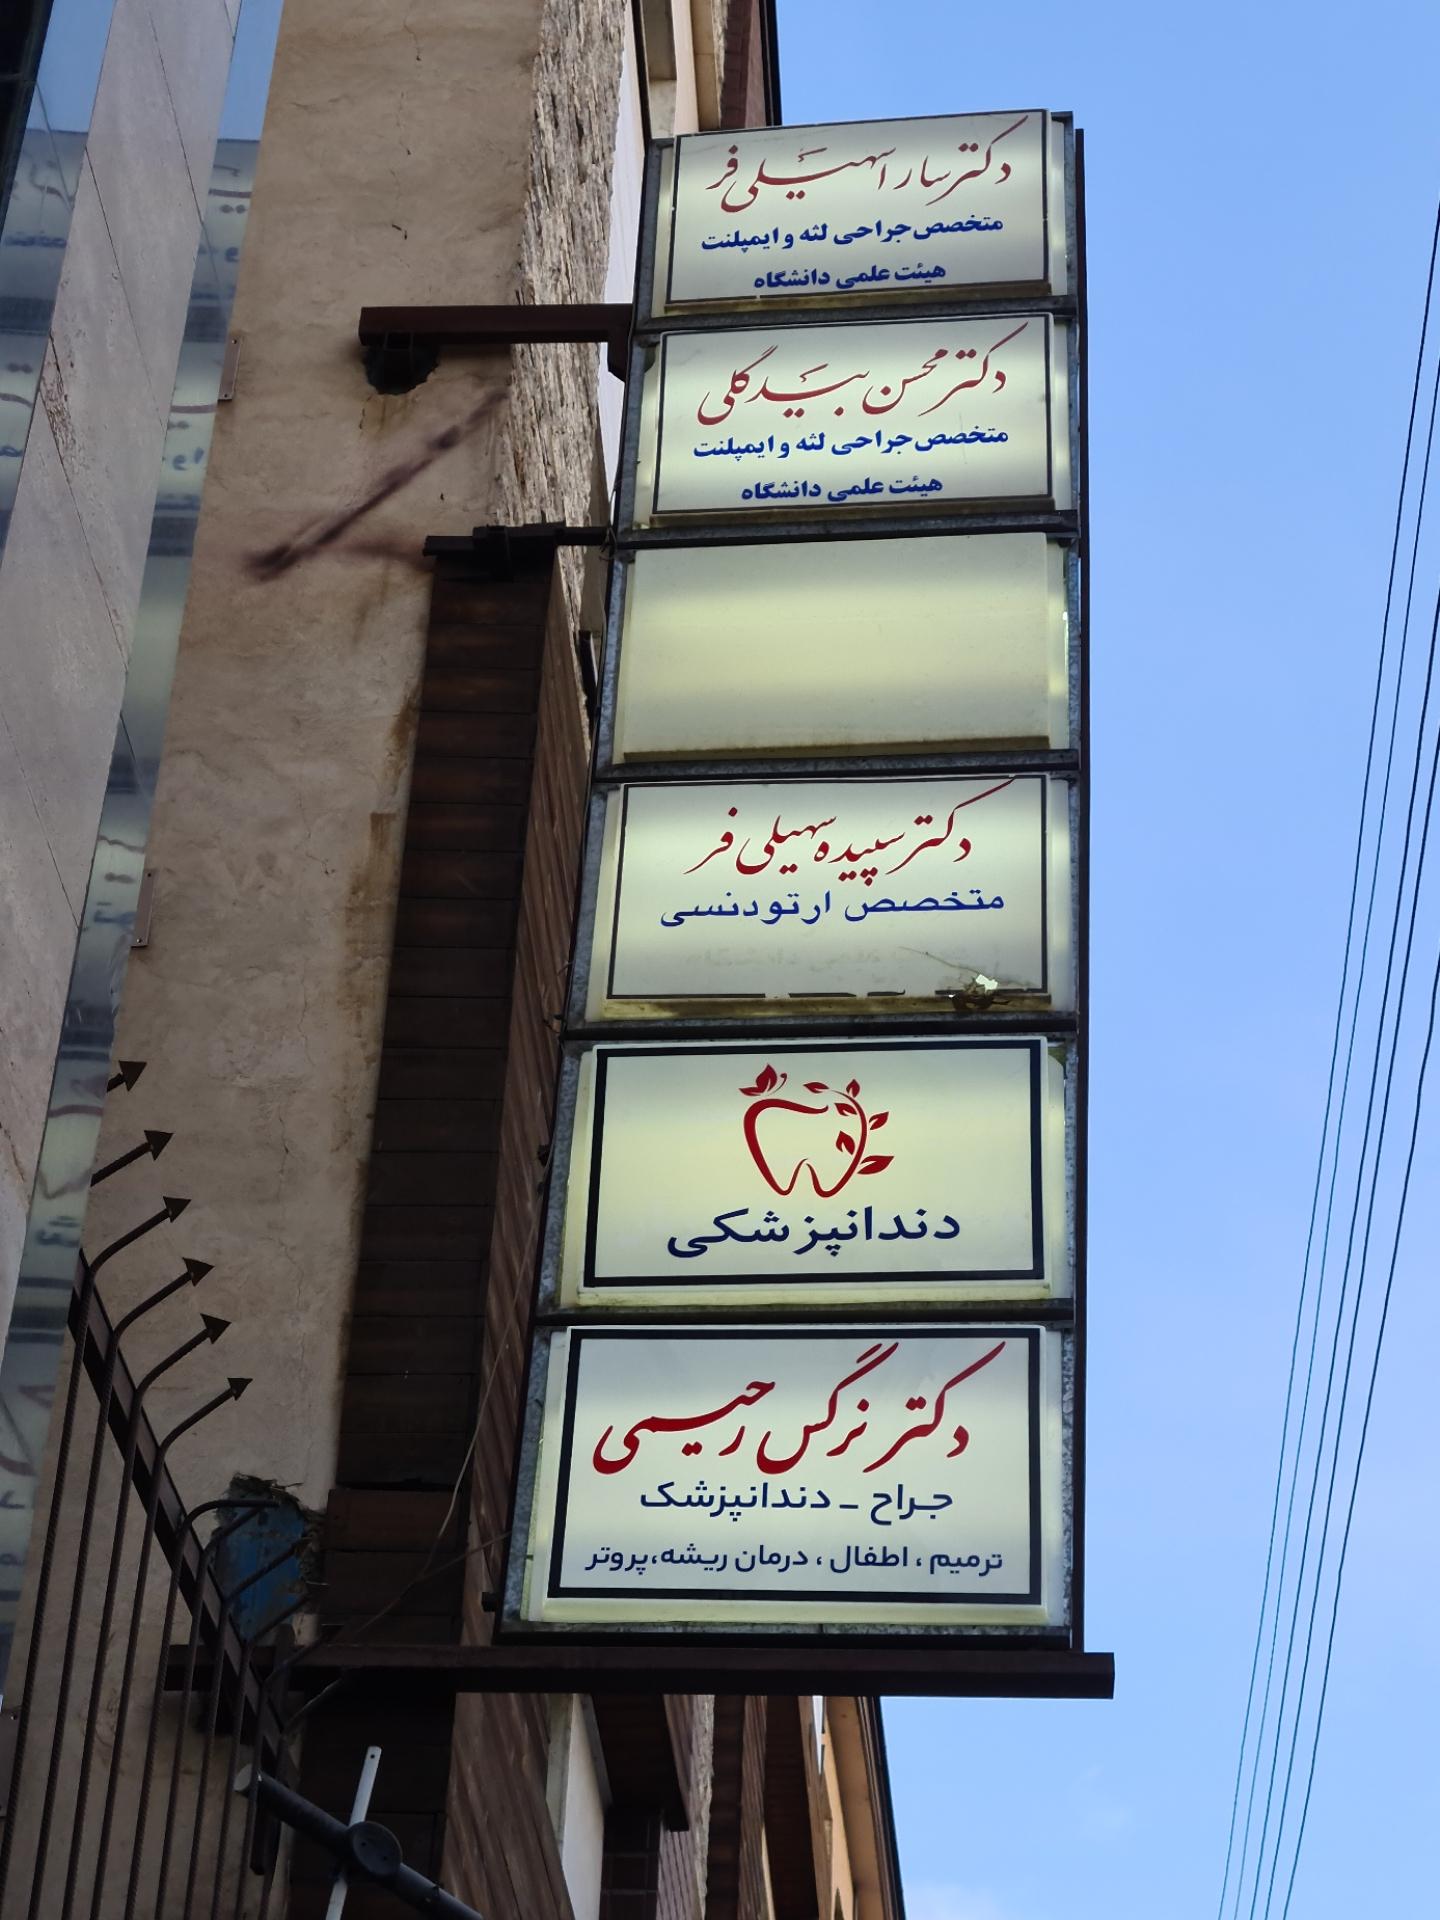 دکتر سارا سهیلی فر
متخصص جراحی لثه و ایمپلنت
هیئت علمی دانشگاه
دکتر محسن بیدگلی
متخصص جراحی لثه و ایمپلنت
هیئت علمی دانشگاه
دکتر سپیده سهیلی فر
متخصص ارتودنسی
دندانپزشکی
دکتر نرگس رحیمی
جراح - دندانپزشک
ترمیم ، اطفال ، درمان ریشه، پروتز